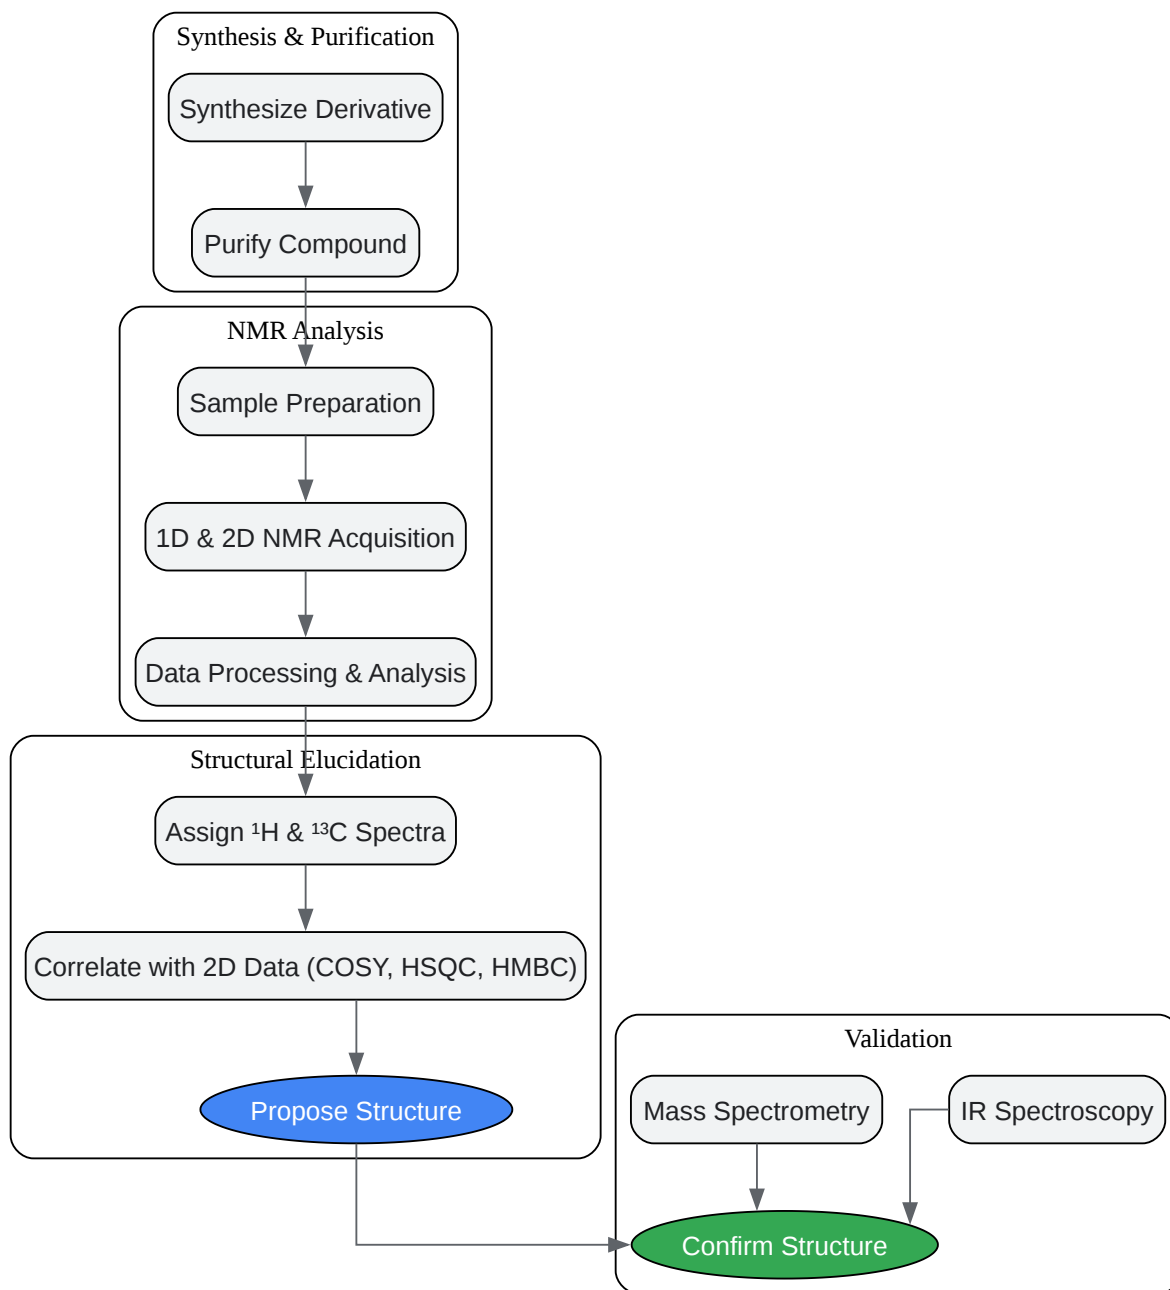 Synthesis & Purification
Synthesize Derivative
Purify Compound
NMR Analysis
Sample Preparation
1D & 2D NMR Acquisition
Data Processing & Analysis
Structural Elucidation
Assign ¹H & ¹³C Spectra
Correlate with 2D Data (COSY, HSQC, HMBC)
Propose Structure
Validation
Mass Spectrometry
IR Spectroscopy
Confirm Structure